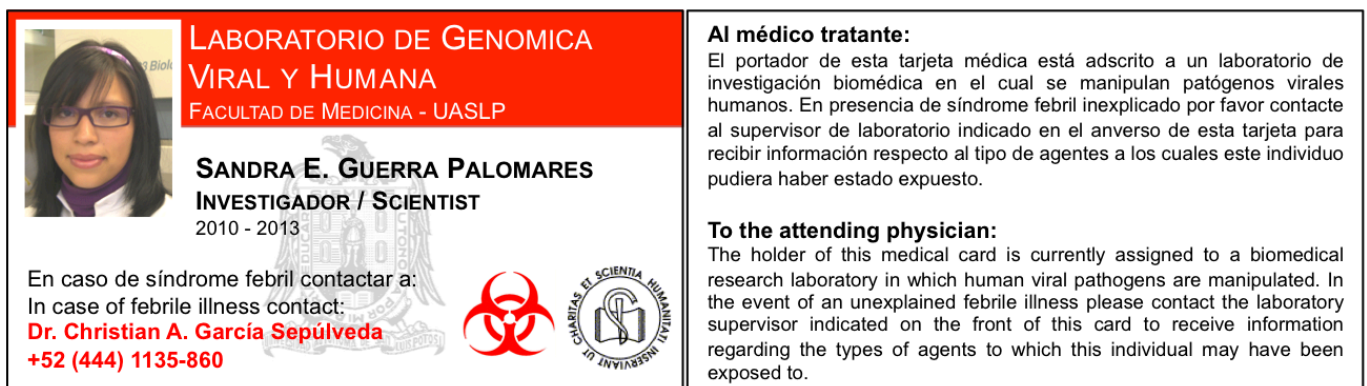 LABORATORIO DE GENOMICA
VIRAL Y HUMANA
FACULTAD DE MEDICINA - UASLP
SANDRA E. GUERRA PALOMARES
INVESTIGADOR / SCIENTIST
2010 - 2013
En caso de síndrome febril contactar a:
In case of febrile illness contact:
Dr. Christian A. García Sepúlveda
+52 (444) 1135-860
UT CHARITAS ET SCIENTIA HUMANITATI INSERVIANT
Al médico tratante:
El portador de esta tarjeta médica está adscrito a un laboratorio de
investigación biomédica en el cual se manipulan patógenos virales
humanos. En presencia de síndrome febril inexplicado por favor contacte
al supervisor de laboratorio indicado en el anverso de esta tarjeta para
recibir información respecto al tipo de agentes a los cuales este individuo
pudiera haber estado expuesto.
To the attending physician:
The holder of this medical card is currently assigned to a biomedical
research laboratory in which human viral pathogens are manipulated. In
the event of an unexplained febrile illness please contact the laboratory
supervisor indicated on the front of this card to receive information
regarding the types of agents to which this individual may have been
exposed to.